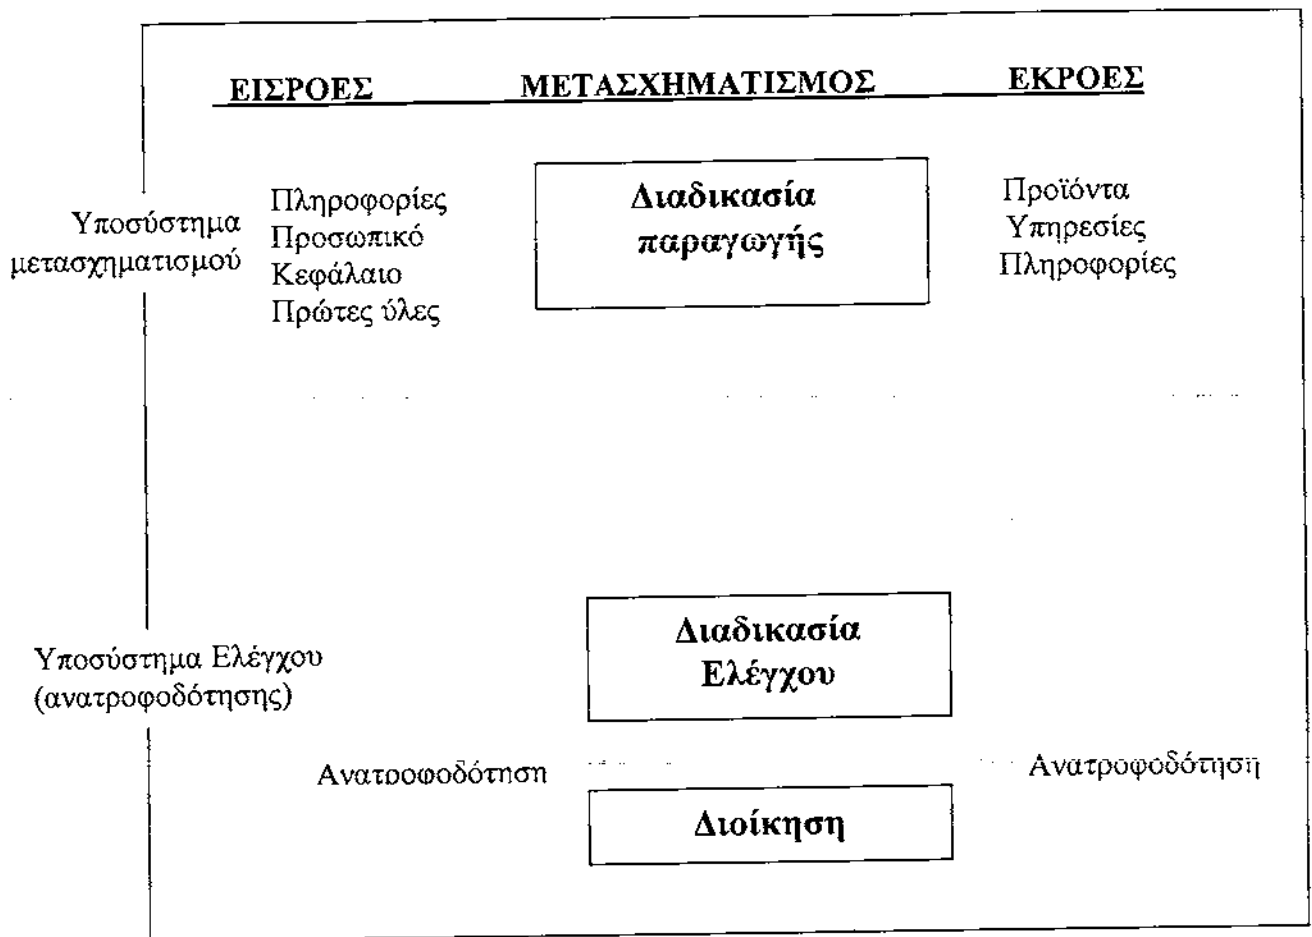 ΕΙΣΡΟΕΣ ΜΕΤΑΣΧΗΜΑΤΙΣΜΟΣ ΕΚΡΟΕΣ
Υποσύστημα
μετασχηματισμού
Πληροφορίες
Προσωπικό
Κεφάλαιο
Πρώτες ύλες
Διαδικασία
παραγωγής
Προϊόντα
Υπηρεσίες
Πληροφορίες
Υποσύστημα Ελέγχου
(ανατροφοδότησης)
Διαδικασία
Ελέγχου
Ανατροφοδότηση
Ανατροφοδότηση
Διοίκηση